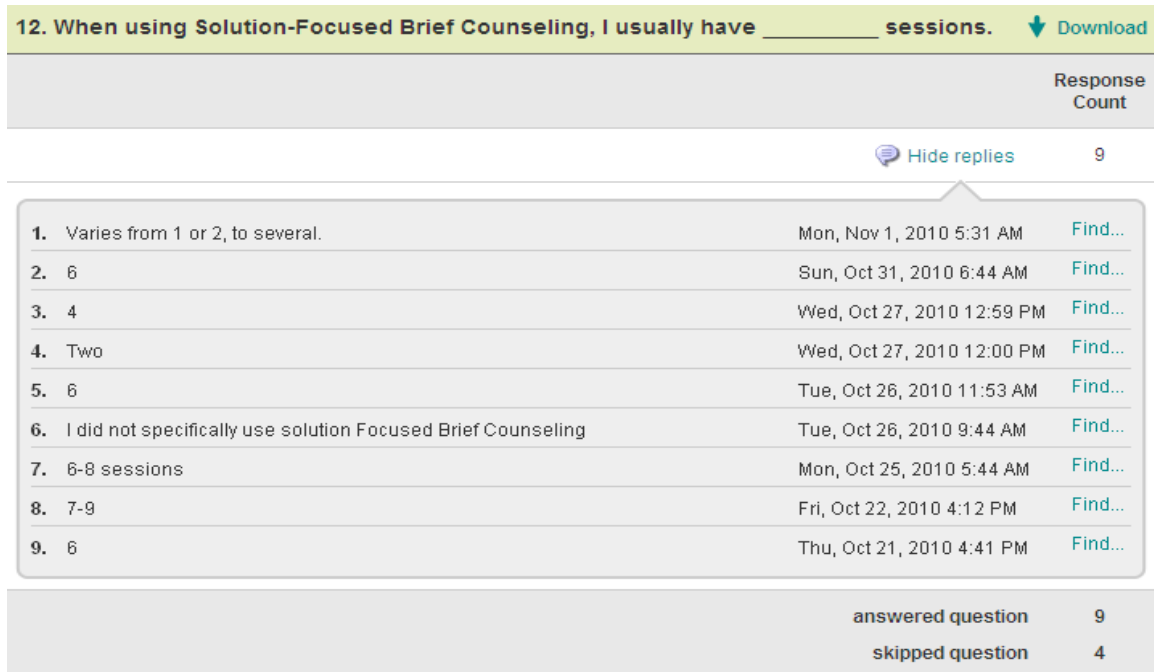 12. When using Solution-Focused Brief Counseling, I usually have __________ sessions. Download
Response
Count
Hide replies 9
1. Varies from 1 or 2, to several. Mon, Nov 1, 2010 5:31 AM Find...
2. 6 Sun, Oct 31, 2010 6:44 AM Find...
3. 4 Wed, Oct 27, 2010 12:59 PM Find...
4. Two Wed, Oct 27, 2010 12:00 PM Find...
5. 6 Tue, Oct 26, 2010 11:53 AM Find...
6. I did not specifically use solution Focused Brief Counseling Tue, Oct 26, 2010 9:44 AM Find...
7. 6-8 sessions Mon, Oct 25, 2010 5:44 AM Find...
8. 7-9 Fri, Oct 22, 2010 4:12 PM Find...
9. 6 Thu, Oct 21, 2010 4:41 PM Find...
answered question 9
skipped question 4